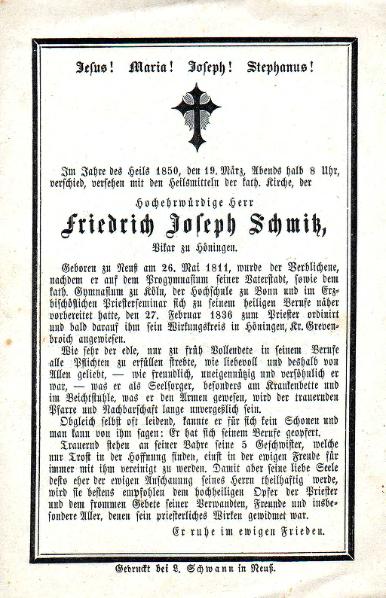 Jesus! Maria! Joseph! Stephanus!
Im Jahre des Heils 1850, den 19. März, Abends halb 8 Uhr,
verschied, versehen mit den Heilsmitteln der kath. Kirche, der
Hochehrwürdige Herr
Friedrich Joseph Schmitz,
Vikar zu Höningen.
Geboren zu Neuß am 26. Mai 1811, wurde der Verblichene,
nachdem er auf dem Progymnasium seiner Vaterstadt, sowie dem
kath. Gymnasium zu Köln, der Hochschule zu Bonn und im Erz-
bischöflichen Priesterseminar sich zu seinem heiligen Berufe näher
vorbereitet hatte, den 27. Februar 1836 zum Priester ordinirt
und bald darauf ihm sein Wirkungskreis in Höningen, Kr. Greven-
broich angewiesen.
Wie sehr der edle, nur zu früh Vollendete in seinem Berufe
alle Pflichten zu erfüllen strebte, wie liebevoll und deshalb von
Allen geliebt, — wie freundlich, uneigennützig und versöhnlich er
war, — was er als Seelsorger, besonders am Krankenbette und
im Beichtstuhle, was er den Armen gewesen, wird der trauernden
Pfarre und Nachbarschaft lange unvergeßlich sein.
Obgleich selbst oft leidend, kannte er für sich kein Schonen und
man kann von ihm sagen: Er hat sich seinem Berufe geopfert.
Trauernd stehen an seiner Bahre seine 5 Geschwister, welche
nur Trost in der Hoffnung finden, einst in der ewigen Freude für
immer mit ihm vereinigt zu werden. Damit aber seine liebe Seele
desto eher der ewigen Anschauung seines Herrn theilhaftig werde,
wird sie bestens empfohlen dem hochheiligen Opfer der Priester
und dem frommen Gebete seiner Verwandten, Freunde und insbe-
sondere Aller, denen sein priesterliches Wirken gewidmet war.
Er ruhe im ewigen Frieden.
Gedruckt bei L. Schwann in Neuß.